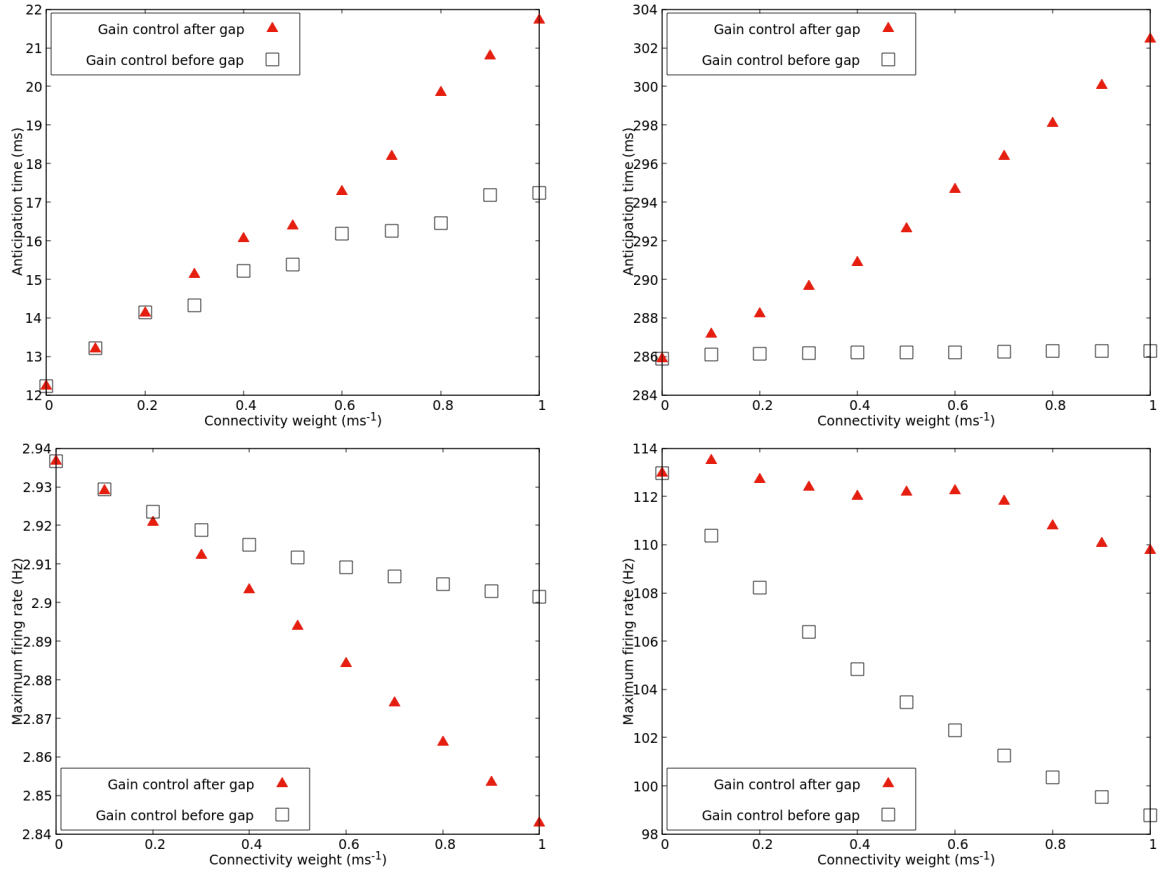 22
21
20
19
18
17
16
15
14
13
12
Anticipation time (ms)
Gain control after gap
Gain control before gap
0 0.2 0.4 0.6 0.8 1
Connectivity weight (ms-1)
304
302
300
298
296
294
292
290
288
286
284
Anticipation time (ms)
Gain control after gap
Gain control before gap
0 0.2 0.4 0.6 0.8 1
Connectivity weight (ms-1)
2.94
2.93
2.92
2.91
2.9
2.89
2.88
2.87
2.86
2.85
2.84
Maximum firing rate (Hz)
Gain control after gap
Gain control before gap
0 0.2 0.4 0.6 0.8 1
Connectivity weight (ms-1)
114
112
110
108
106
104
102
100
98
Maximum firing rate (Hz)
Gain control after gap
Gain control before gap
0 0.2 0.4 0.6 0.8 1
Connectivity weight (ms-1)